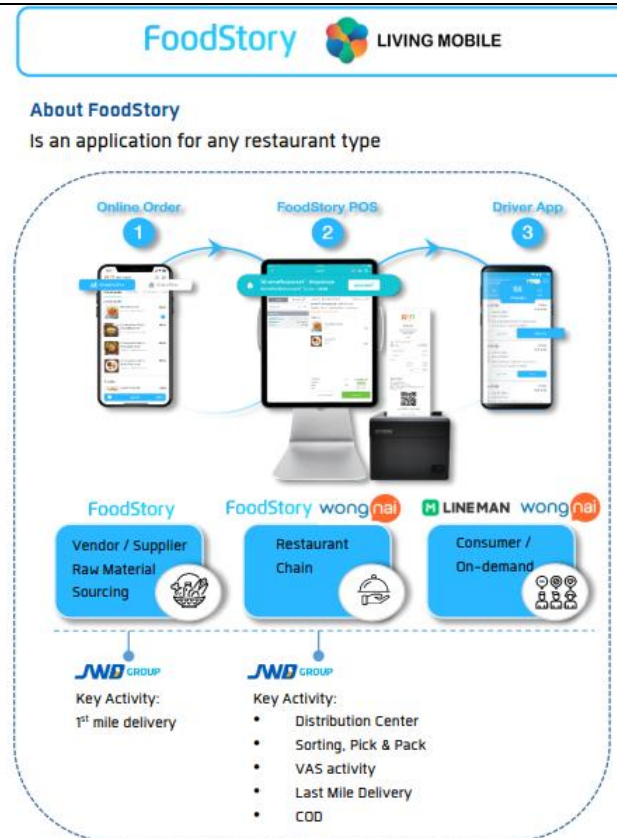 FoodStory LIVING MOBILE
About FoodStory
Is an application for any restaurant type
Online Order FoodStory POS Driver App
1 2 3
FoodStory FoodStory wongnai LINEMAN wongnai
Vendor / Supplier
Raw Material
Sourcing
Restaurant
Chain
Consumer /
On-demand
JWD GROUP
Key Activity:
1st mile delivery
JWD GROUP
Key Activity:
• Distribution Center
• Sorting, Pick & Pack
• VAS activity
• Last Mile Delivery
• COD